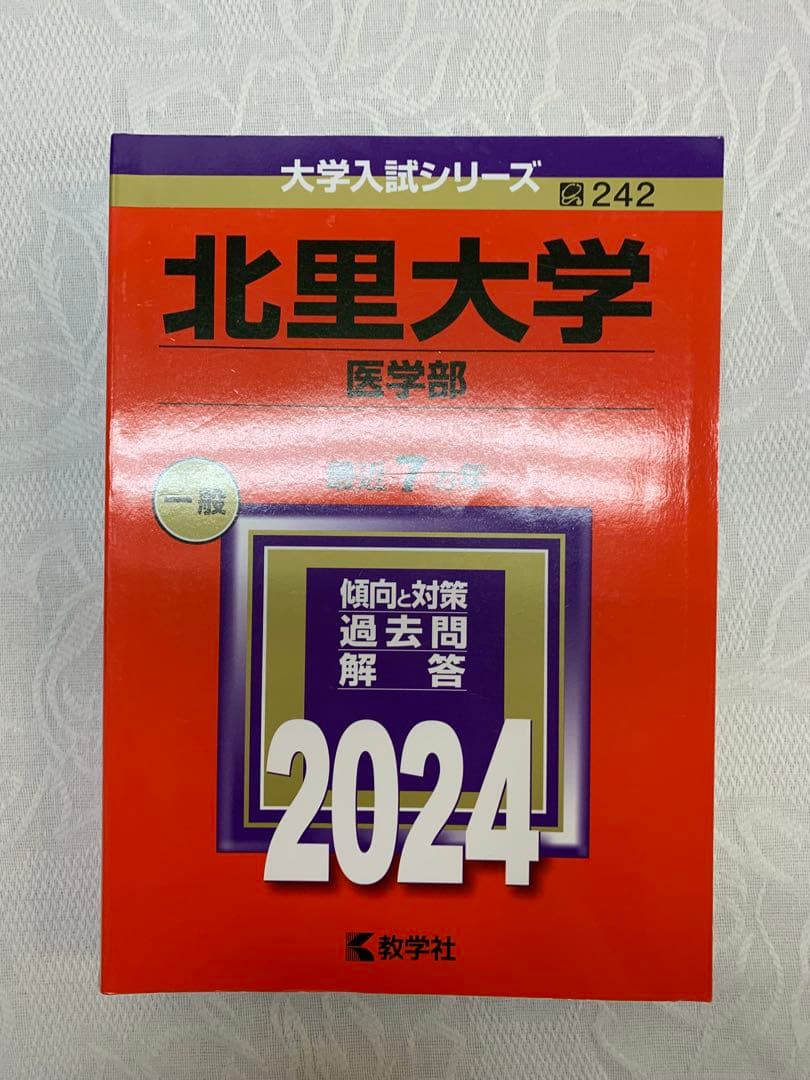 大学入試シリーズ
242
北里大学
医学部
最近7カ年
一般
傾向と対策
過去問
解答
2024
教学社